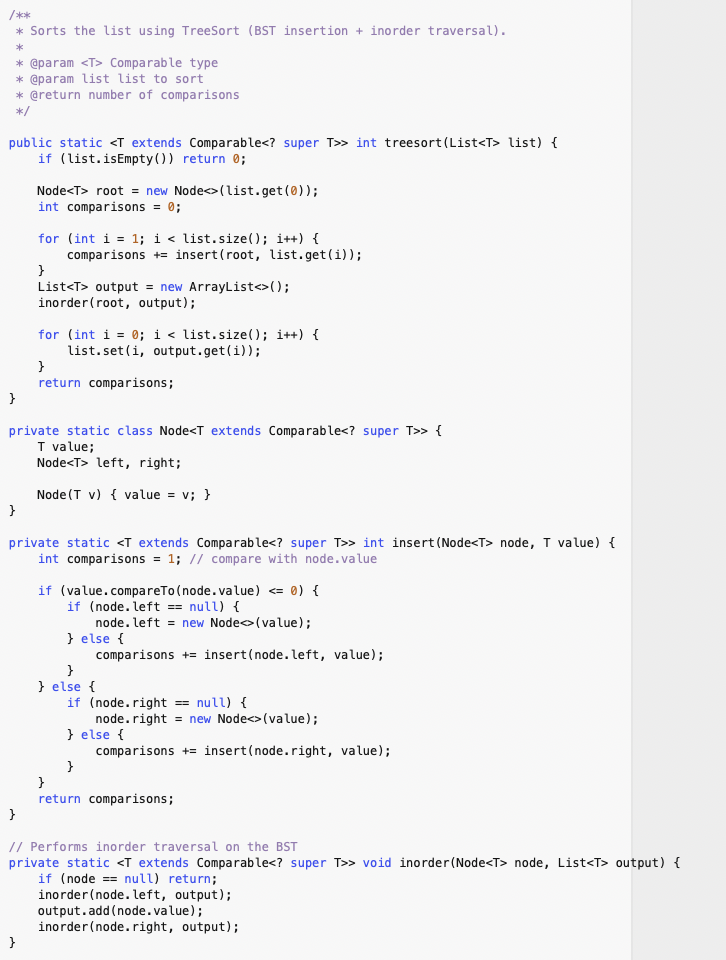 /**
 * Sorts the list using TreeSort (BST insertion + inorder traversal).
 *
 * @param <T> Comparable type
 * @param list list to sort
 * @return number of comparisons
 */

public static <T extends Comparable<? super T>> int treesort(List<T> list) {
    if (list.isEmpty()) return 0;

    Node<T> root = new Node<>(list.get(0));
    int comparisons = 0;

    for (int i = 1; i < list.size(); i++) {
        comparisons += insert(root, list.get(i));
    }
    List<T> output = new ArrayList<>();
    inorder(root, output);

    for (int i = 0; i < list.size(); i++) {
        list.set(i, output.get(i));
    }
    return comparisons;
}

private static class Node<T extends Comparable<? super T>> {
    T value;
    Node<T> left, right;

    Node(T v) { value = v; }
}

private static <T extends Comparable<? super T>> int insert(Node<T> node, T value) {
    int comparisons = 1; // compare with node.value

    if (value.compareTo(node.value) <= 0) {
        if (node.left == null) {
            node.left = new Node<>(value);
        } else {
            comparisons += insert(node.left, value);
        }
    } else {
        if (node.right == null) {
            node.right = new Node<>(value);
        } else {
            comparisons += insert(node.right, value);
        }
    }
    return comparisons;
}

// Performs inorder traversal on the BST
private static <T extends Comparable<? super T>> void inorder(Node<T> node, List<T> output) {
    if (node == null) return;
    inorder(node.left, output);
    output.add(node.value);
    inorder(node.right, output);
}